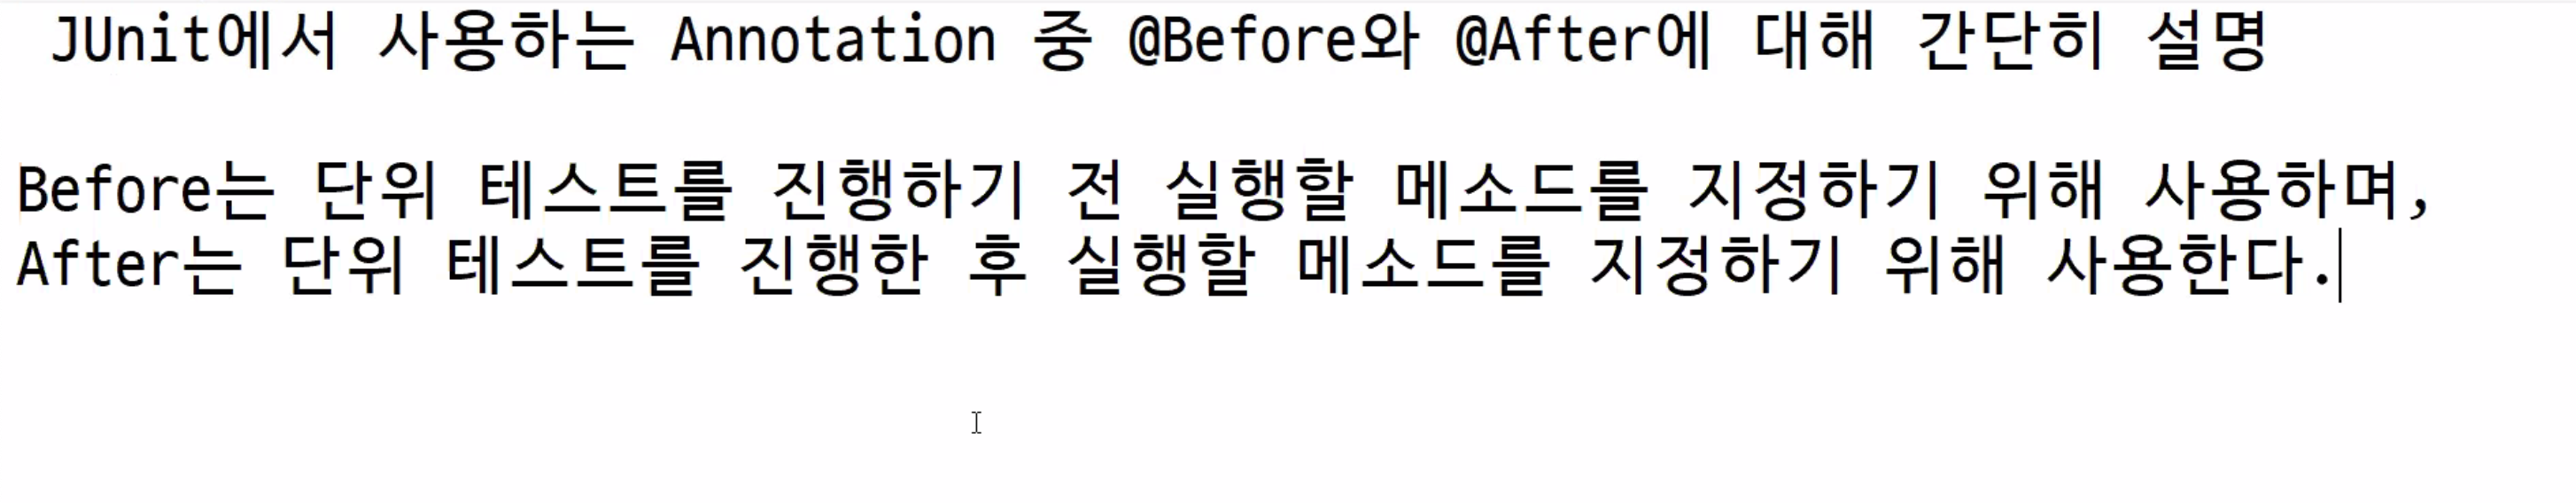 JUnit에서 사용하는 Annotation 중 @Before와 @After에 대해 간단히 설명
Before는 단위 테스트를 진행하기 전 실행할 메소드를 지정하기 위해 사용하며,
After는 단위 테스트를 진행한 후 실행할 메소드를 지정하기 위해 사용한다.